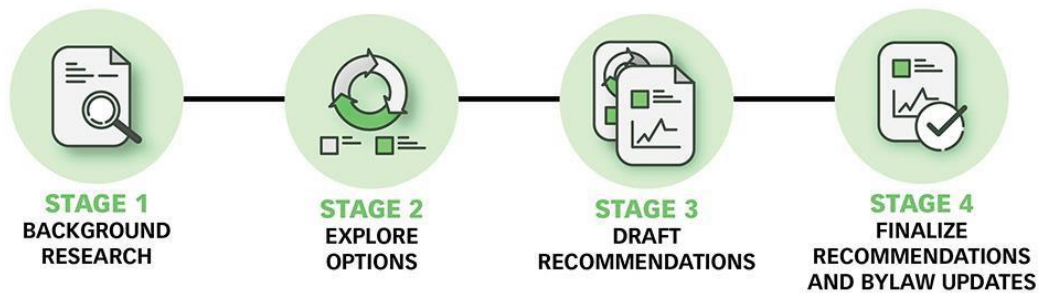 STAGE 1
BACKGROUND
RESEARCH
STAGE 2
EXPLORE
OPTIONS
STAGE 3
DRAFT
RECOMMENDATIONS
STAGE 4
FINALIZE
RECOMMENDATIONS
AND BYLAW UPDATES